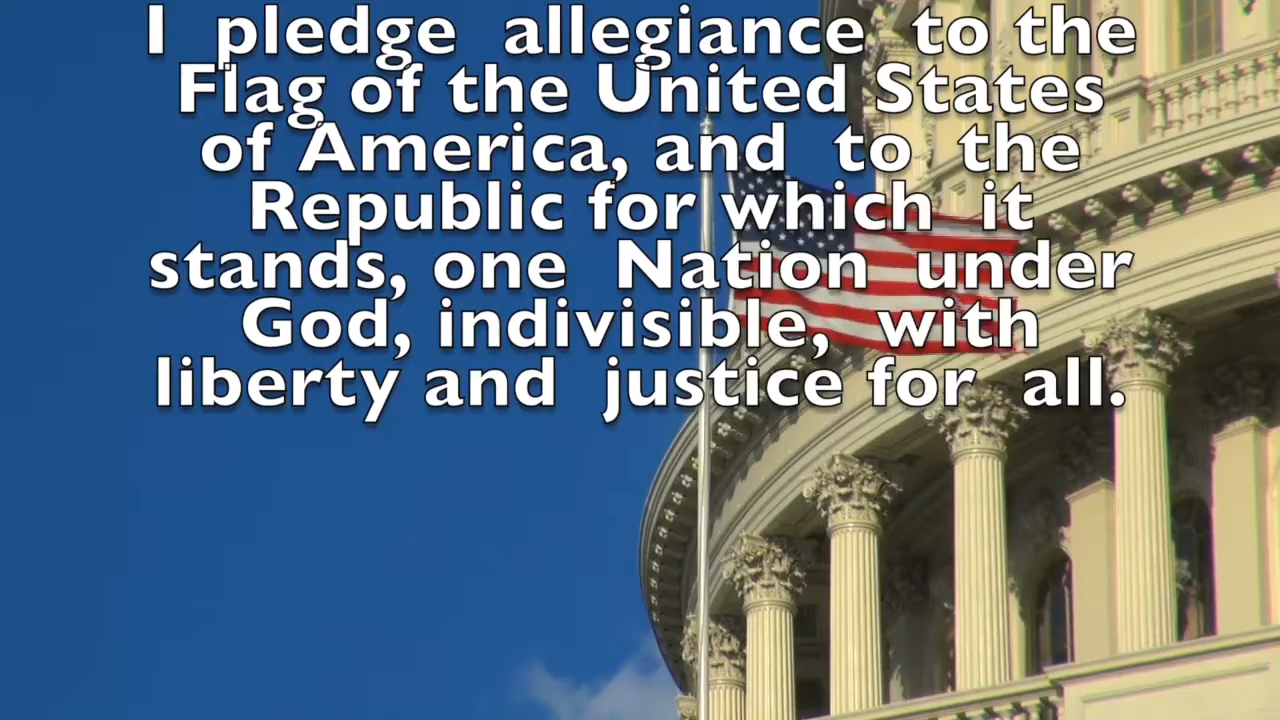 I pledge allegiance to the
Flag of the United States
of America, and to the
Republic for which it
stands, one Nation under
God, indivisible, with
liberty and justice for all.